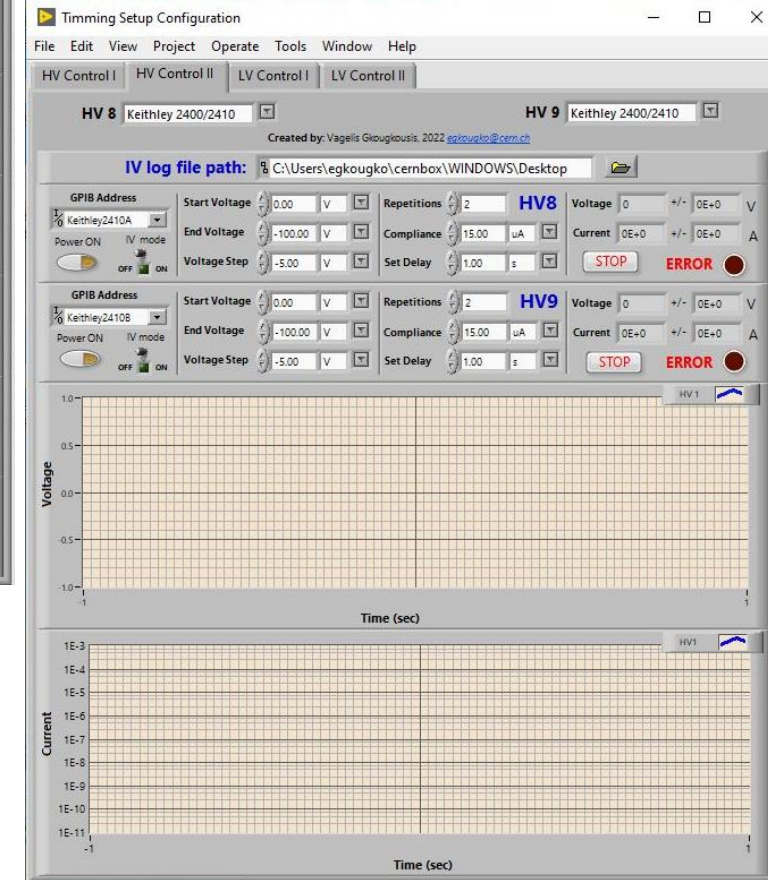 Timming Setup Configuration
File Edit View Project Operate Tools Window Help
HV Control I HV Control II LV Control I LV Control II
HV 8 Keithley 2400/2410 HV 9 Keithley 2400/2410
Created by: Vagelis Gkougkousis, 2022 egkougko@cern.ch
IV log file path: C:\Users\egkougko\cernbox\WINDOWS\Desktop
GPIB Address Start Voltage 0.00 V Repetitions 2 HV8 Voltage 0 +/- 0E+0 V
Keithley2410A End Voltage -100.00 V Compliance 15.00 uA Current 0E+0 +/- 0E+0 A
Power ON IV mode OFF ON Voltage Step -5.00 V Set Delay 1.00 s STOP ERROR
GPIB Address Start Voltage 0.00 V Repetitions 2 HV9 Voltage 0 +/- 0E+0 V
Keithley2410B End Voltage -100.00 V Compliance 15.00 uA Current 0E+0 +/- 0E+0 A
Power ON IV mode OFF ON Voltage Step -5.00 V Set Delay 1.00 s STOP ERROR
HV 1
1.0
0.5
Voltage
0.0
-0.5
-1.0
-1 1
Time (sec)
HV1
1E-3
1E-4
1E-5
1E-6
Current
1E-7
1E-8
1E-9
1E-10
1E-11
-1 1
Time (sec)